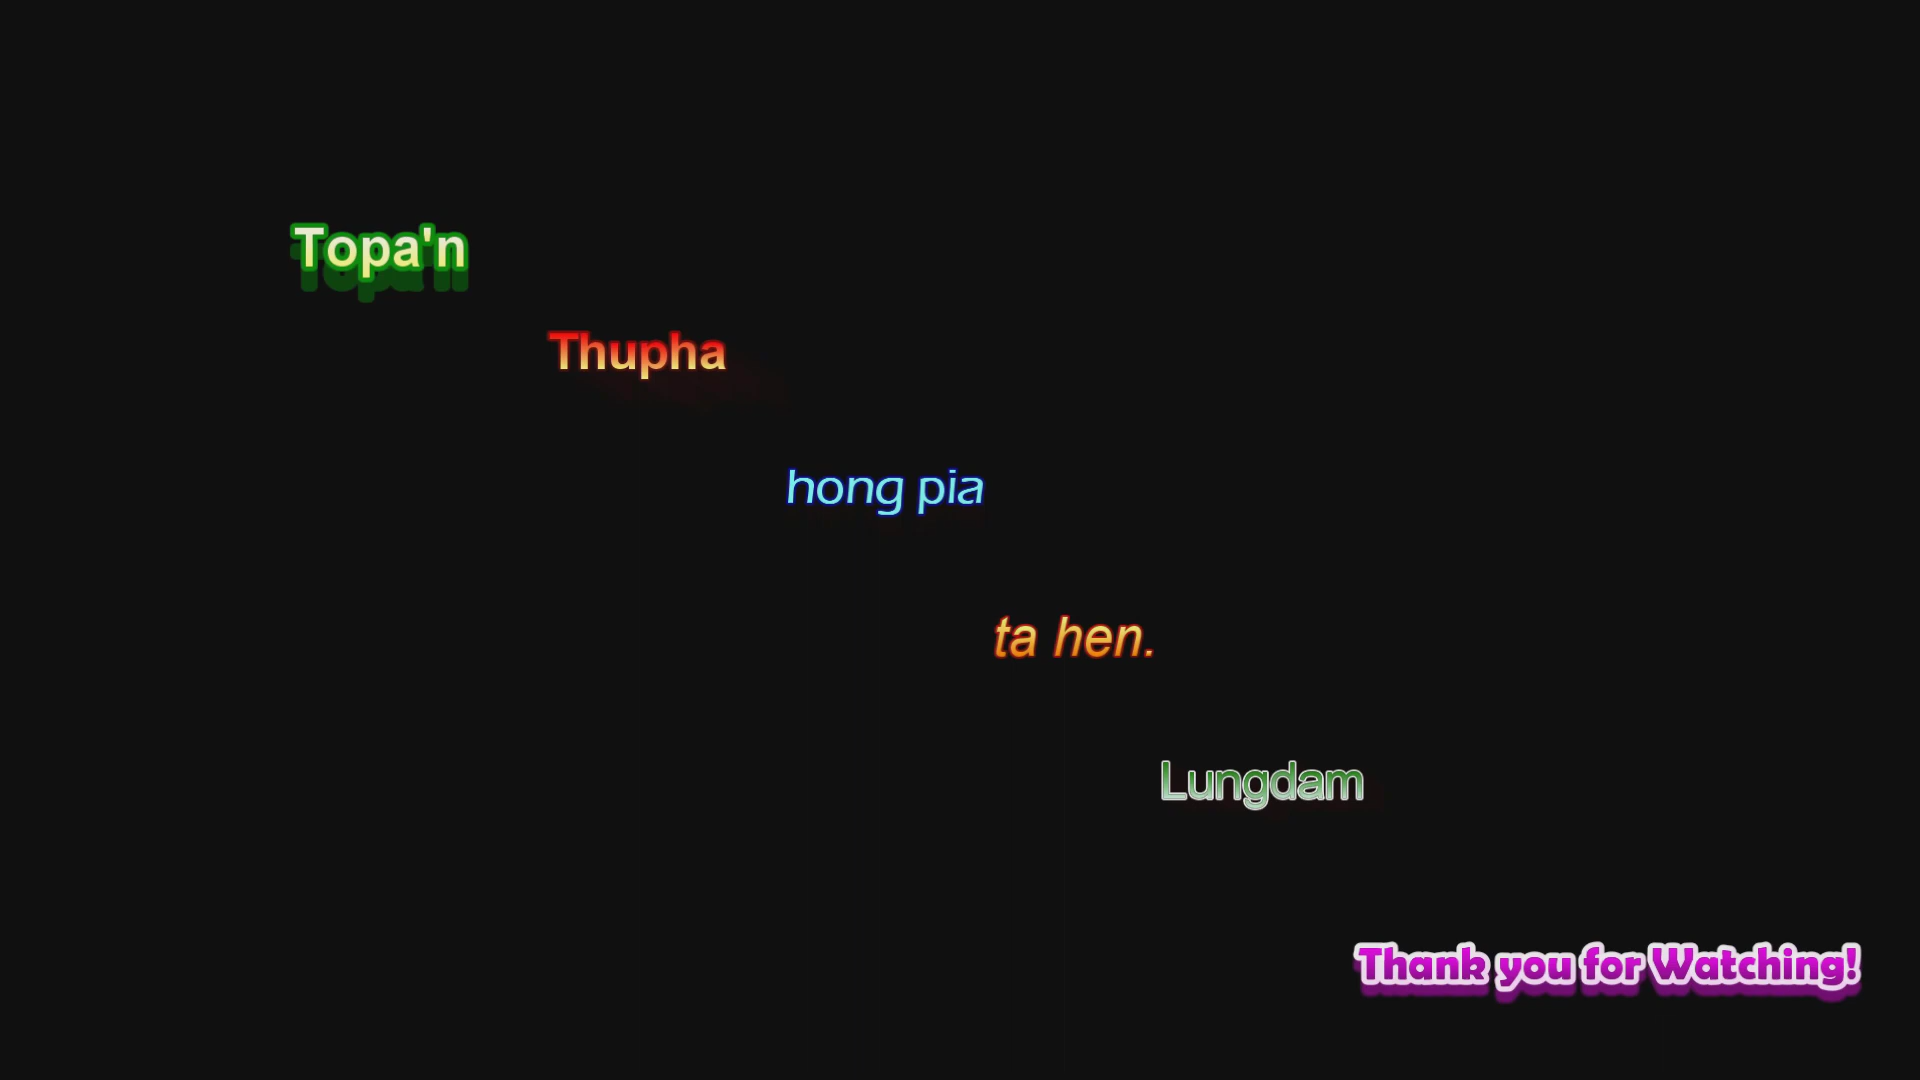 Topa'n
Thupha
hong pia
ta hen.
Lungdam
Thank you for Watching!